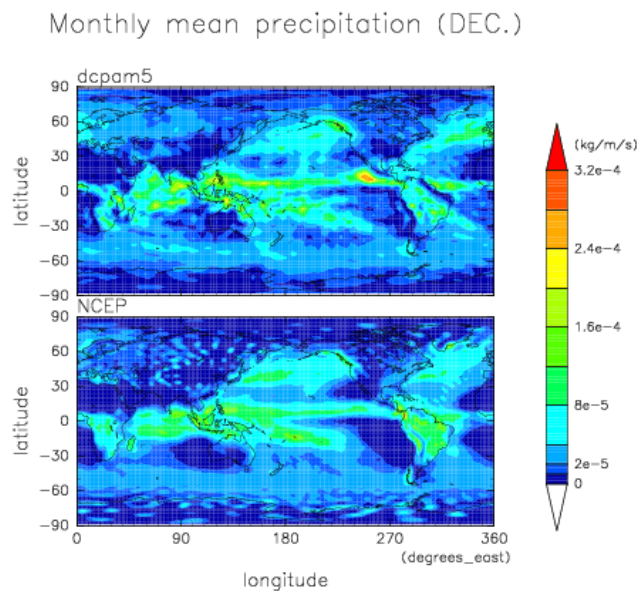 Monthly mean precipitation (DEC.)
dcpam5
90
60
30
0
−30
−60
−90
latitude
NCEP
90
60
30
0
−30
−60
−90
latitude
0 90 180 270 360
(degrees_east)
longitude
(kg/m/s)
3.2e-4
2.4e-4
1.6e-4
8e-5
2e-5
0